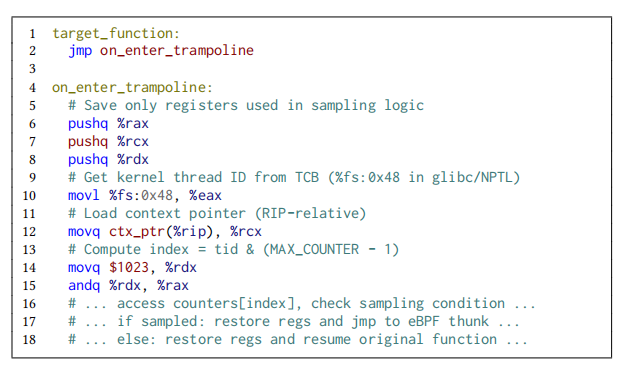 1 target_function:
2 jmp on_enter_trampoline
3
4 on_enter_trampoline:
5 # Save only registers used in sampling logic
6 pushq %rax
7 pushq %rcx
8 pushq %rdx
9 # Get kernel thread ID from TCB (%fs:0x48 in glibc/NPTL)
10 movl %fs:0x48, %eax
11 # Load context pointer (RIP-relative)
12 movq ctx_ptr(%rip), %rcx
13 # Compute index = tid & (MAX_COUNTER - 1)
14 movq $1023, %rdx
15 andq %rdx, %rax
16 # ... access counters[index], check sampling condition ...
17 # ... if sampled: restore regs and jmp to eBPF thunk ...
18 # ... else: restore regs and resume original function ...